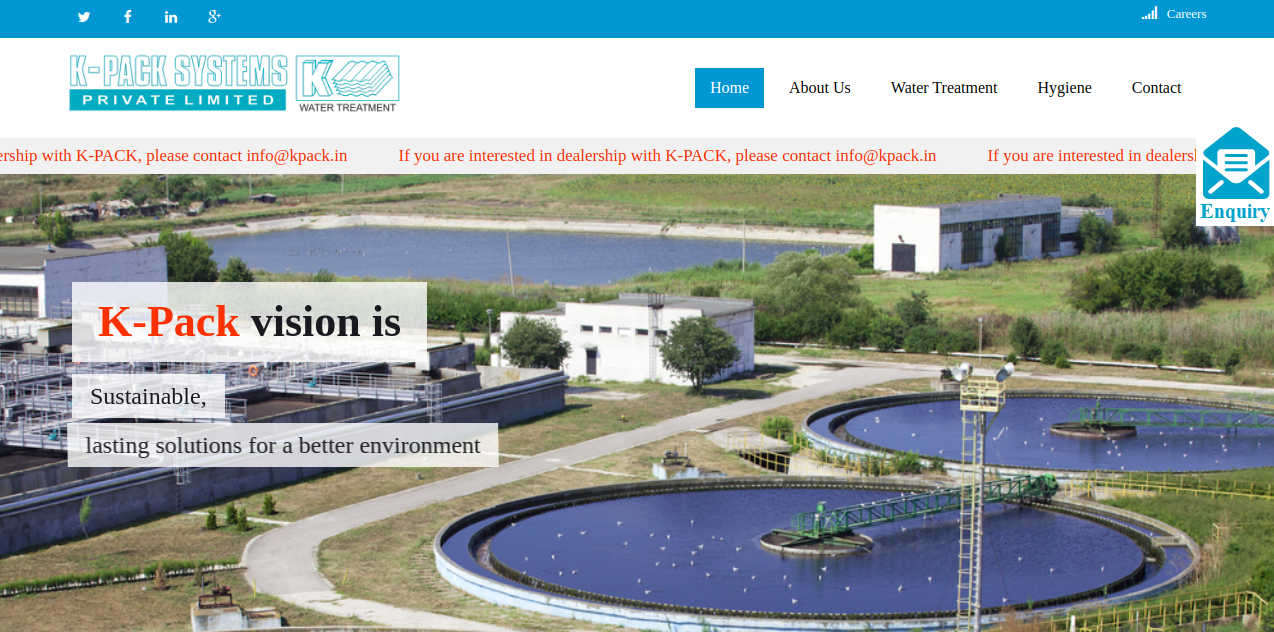 Careers
K-PACK SYSTEMS
PRIVATE LIMITED
K
WATER TREATMENT
Home About Us Water Treatment Hygiene Contact
ership with K-PACK, please contact info@kpack.in If you are interested in dealership with K-PACK, please contact info@kpack.in If you are interested in dealers
Enquiry
K-Pack vision is
Sustainable,
lasting solutions for a better environment